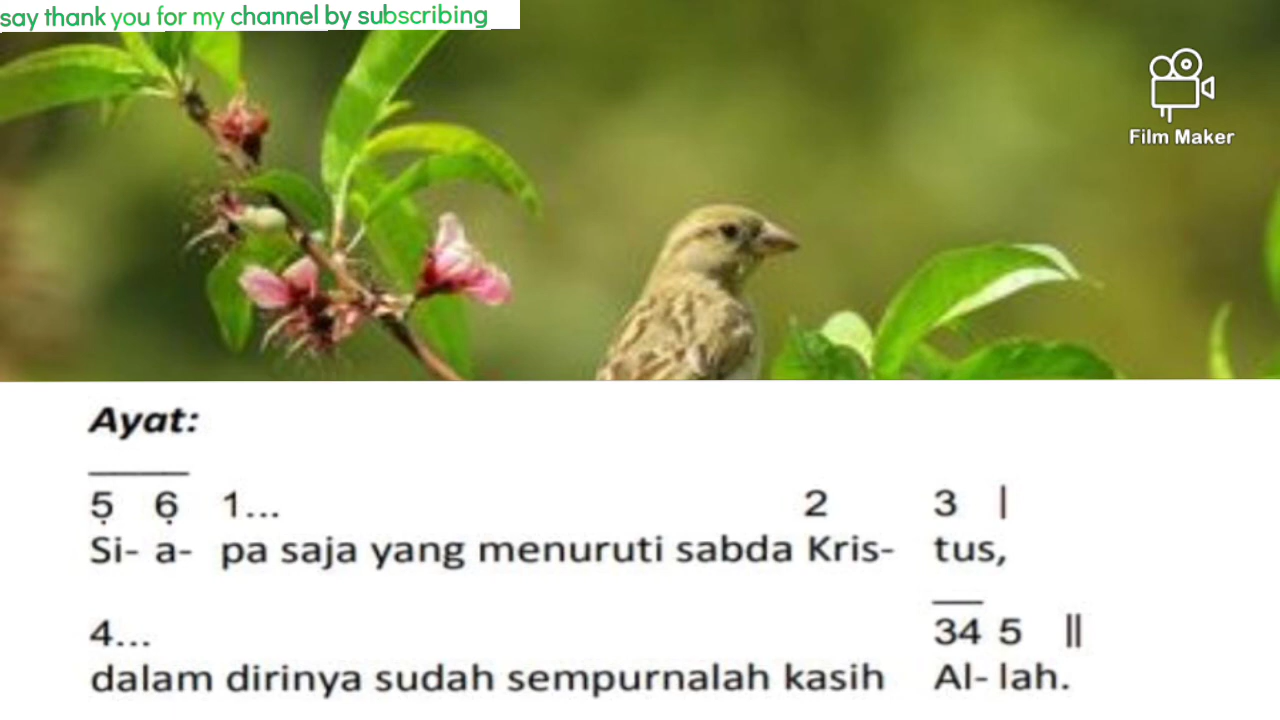 say thank you for my channel by subscribing
Film Maker
Ayat:
5̣ 6̣ 1... 2 3 |
Si- a- pa saja yang menuruti sabda Kris- tus,
4... 34 5 ||
dalam dirinya sudah sempurnalah kasih Al- lah.